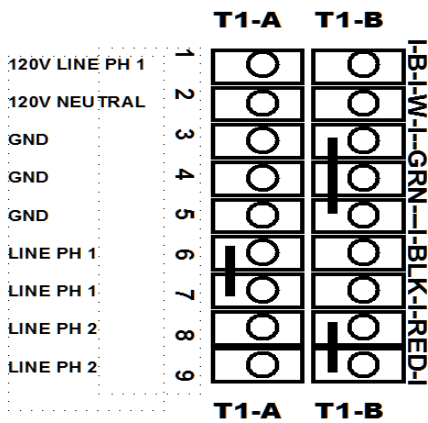 T1-A T1-B
120V LINE PH 1 1
120V NEUTRAL 2
GND 3
GND 4
GND 5
LINE PH 1 6
LINE PH 1 7
LINE PH 2 8
LINE PH 2 9
I-B-I-W-I--GRN---I-BLK-I-RED-I
T1-A T1-B